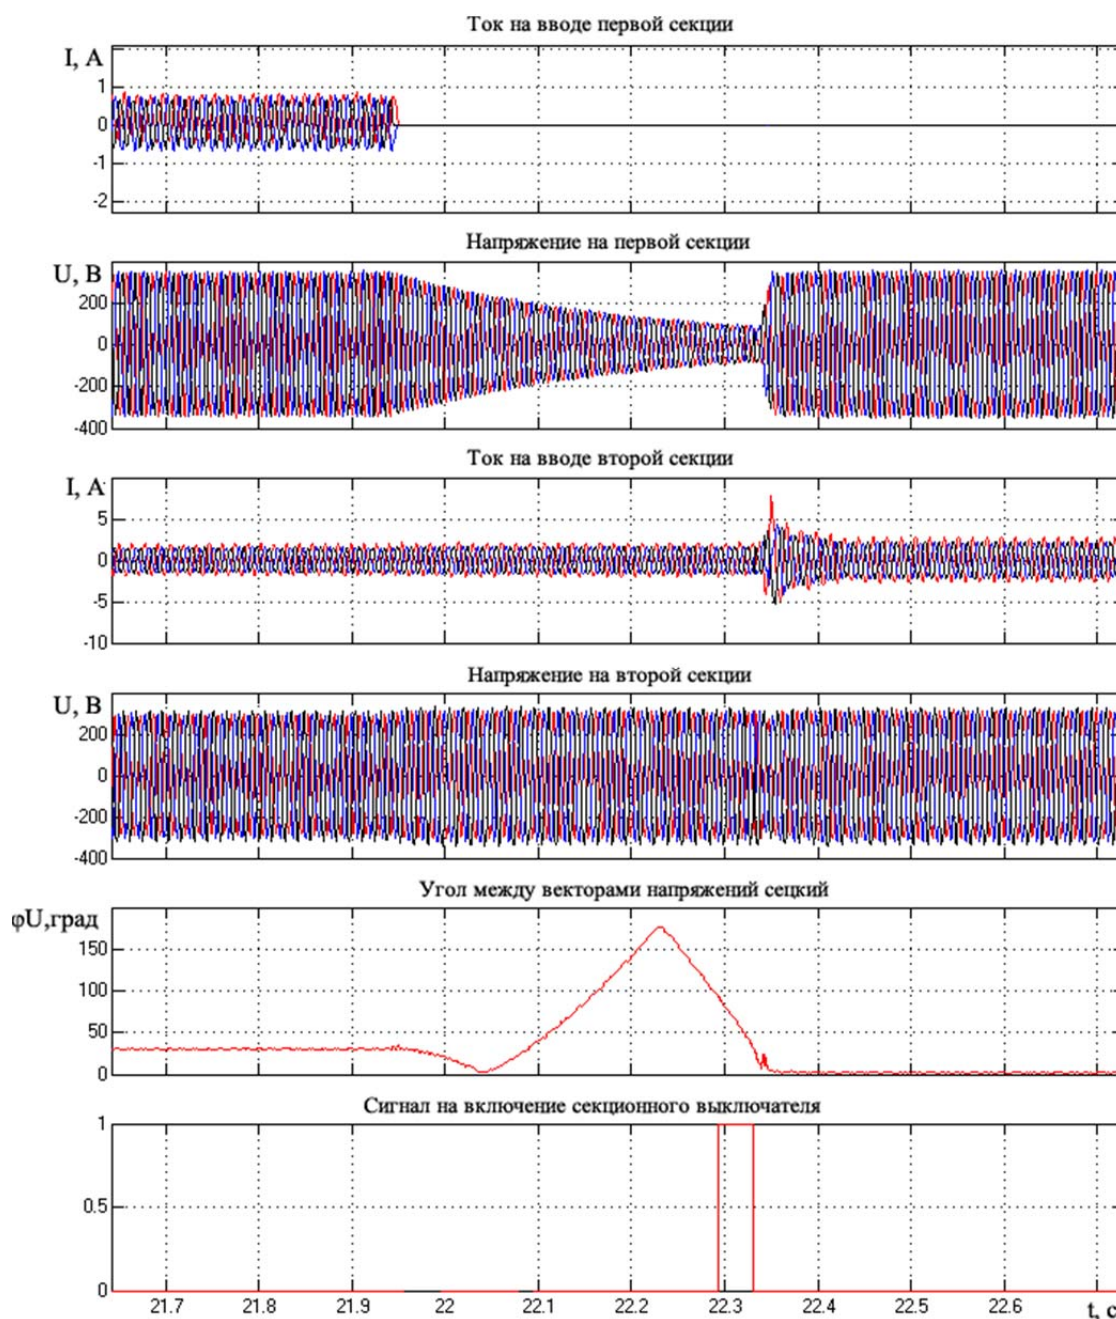 Ток на вводе первой секции
I, А
1
0
-1
-2
Напряжение на первой секции
U, В
200
0
-200
-400
Ток на вводе второй секции
I, А
5
0
-5
-10
Напряжение на второй секции
U, В
200
0
-200
-400
Угол между векторами напряжений сецкий
φU,град
150
100
50
0
Сигнал на включение секционного выключателя
1
0.5
0
21.7 21.8 21.9 22 22.1 22.2 22.3 22.4 22.5 22.6 t, с